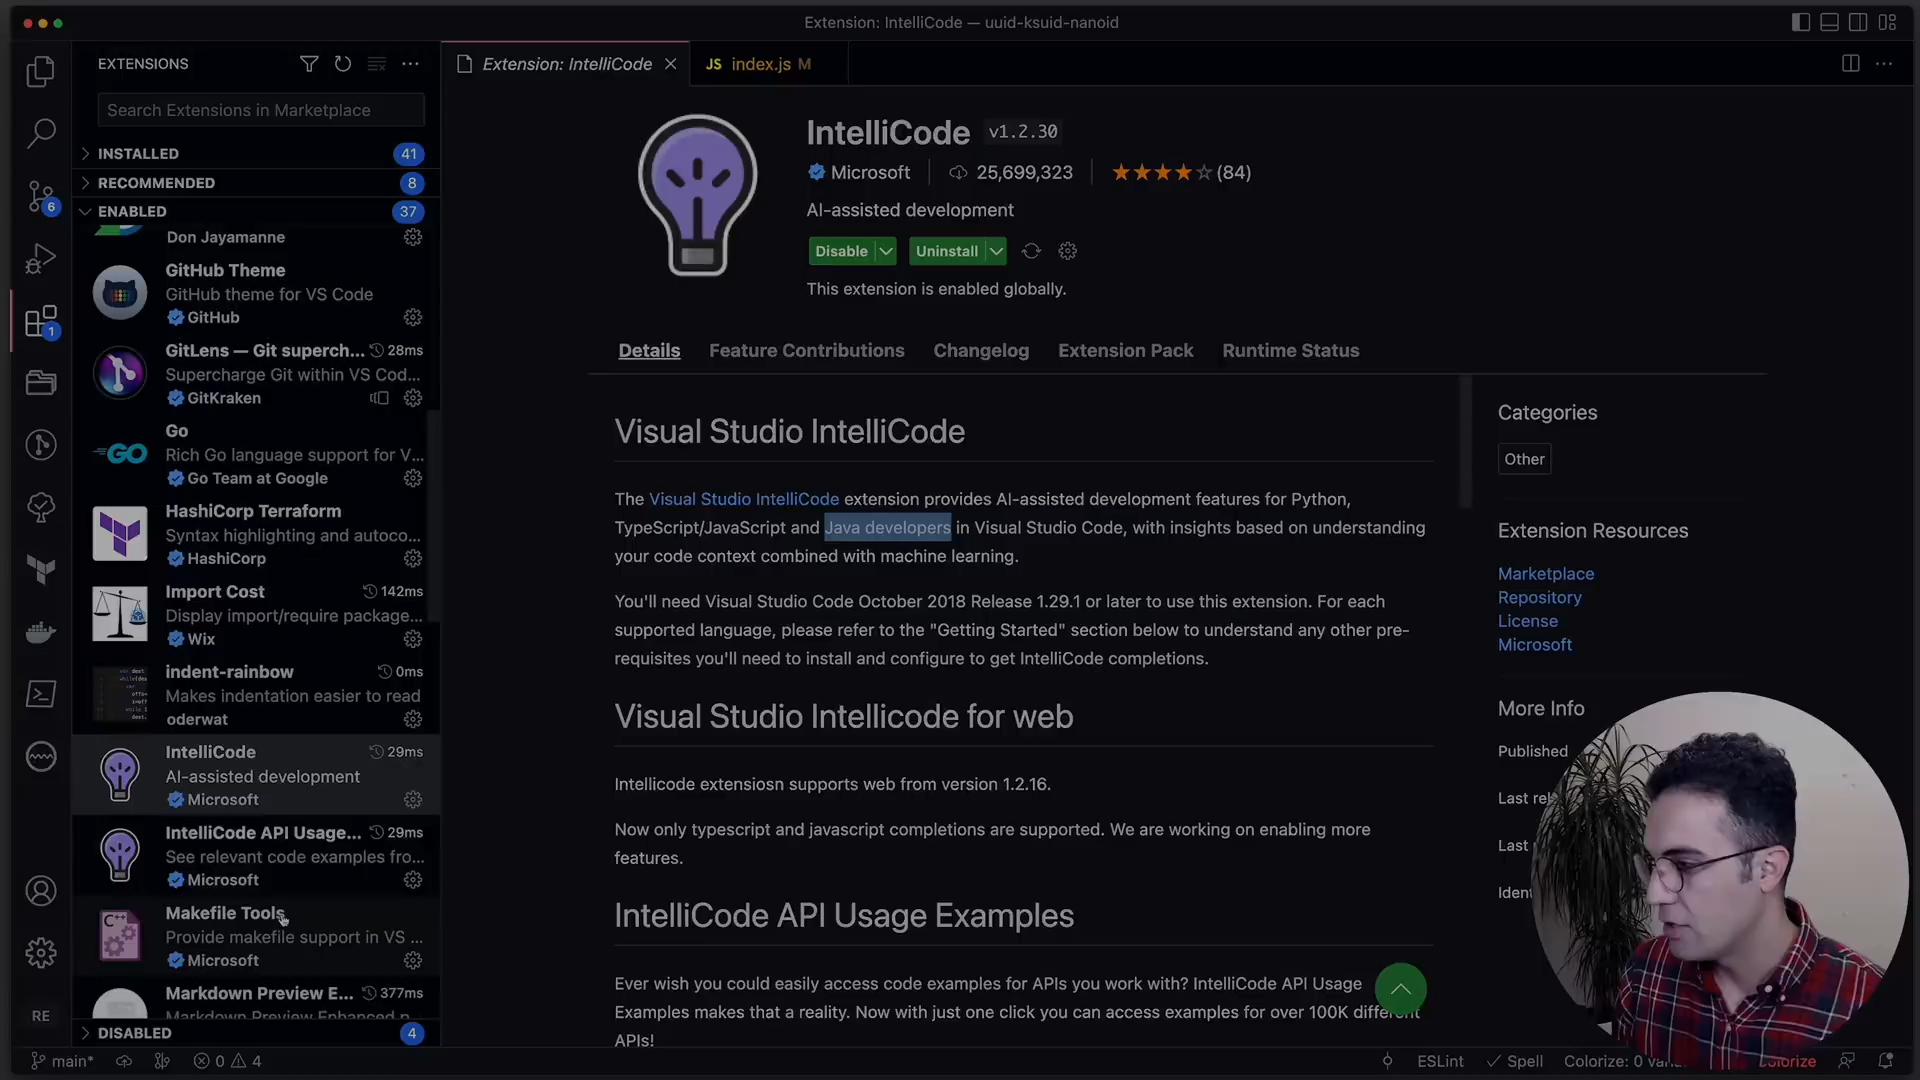 Extension: IntelliCode — uuid-ksuid-nanoid
EXTENSIONS
Search Extensions in Marketplace
INSTALLED 41
RECOMMENDED 8
ENABLED 37
Don Jayamanne
GitHub Theme
GitHub theme for VS Code
GitHub
GitLens — Git superch... 28ms
Supercharge Git within VS Cod...
GitKraken
Go
Rich Go language support for V...
Go Team at Google
HashiCorp Terraform
Syntax highlighting and autoco...
HashiCorp
Import Cost 142ms
Display import/require package...
Wix
indent-rainbow 0ms
Makes indentation easier to read
oderwat
IntelliCode 29ms
AI-assisted development
Microsoft
IntelliCode API Usage... 29ms
See relevant code examples fro...
Microsoft
Makefile Tools
Provide makefile support in VS ...
Microsoft
Markdown Preview E... 377ms
Markdown Preview Enhanced p...
DISABLED 4
6
1
GO
C++
RE
Extension: IntelliCode
JS index.js M
IntelliCode v1.2.30
Microsoft 25,699,323 (84)
AI-assisted development
Disable Uninstall
This extension is enabled globally.
Details Feature Contributions Changelog Extension Pack Runtime Status
Visual Studio IntelliCode
The Visual Studio IntelliCode extension provides AI-assisted development features for Python,
TypeScript/JavaScript and Java developers in Visual Studio Code, with insights based on understanding
your code context combined with machine learning.
You'll need Visual Studio Code October 2018 Release 1.29.1 or later to use this extension. For each
supported language, please refer to the "Getting Started" section below to understand any other pre-
requisites you'll need to install and configure to get IntelliCode completions.
Visual Studio Intellicode for web
Intellicode extensiosn supports web from version 1.2.16.
Now only typescript and javascript completions are supported. We are working on enabling more
features.
IntelliCode API Usage Examples
Ever wish you could easily access code examples for APIs you work with? IntelliCode API Usage
Examples makes that a reality. Now with just one click you can access examples for over 100K different
APIs!
Categories
Other
Extension Resources
Marketplace
Repository
License
Microsoft
More Info
Published
Last rel
Last
Iden
main* 0 4
ESLint Spell Colorize: 0 vari olorize